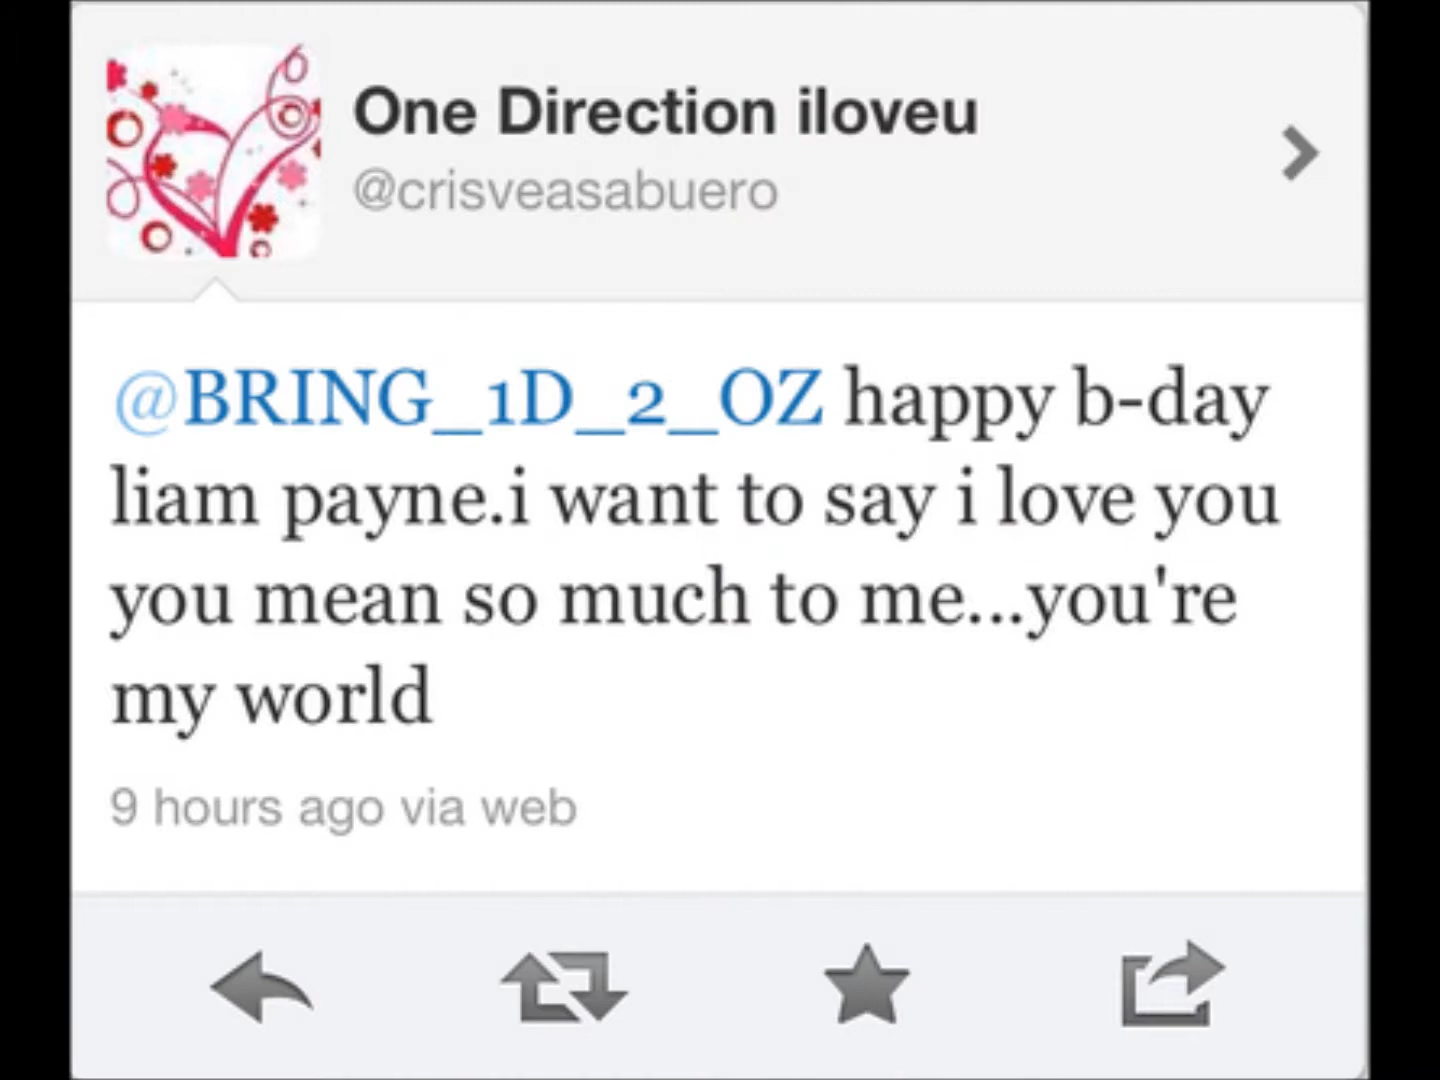 One Direction iloveu
@crisveasabuero
@BRING_1D_2_OZ happy b-day
liam payne.i want to say i love you
you mean so much to me...you're
my world
9 hours ago via web